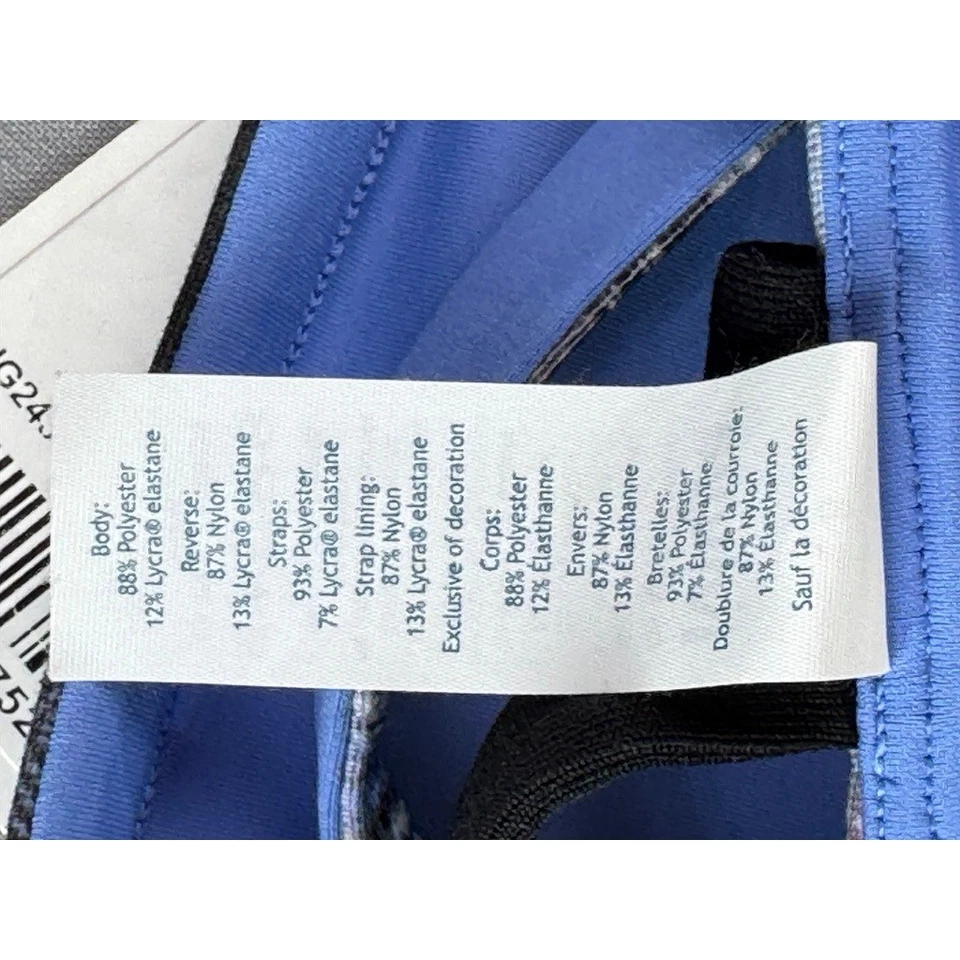 Body:
88% Polyester
12% Lycra® elastane
Reverse:
87% Nylon
13% Lycra® elastane
Straps:
93% Polyester
7% Lycra® elastane
Strap lining:
87% Nylon
13% Lycra® elastane
Exclusive of decoration
Corps:
88% Polyester
12% Élasthanne
Envers:
87% Nylon
13% Élasthane
Bretelles:
93% Polyester
7% Élasthanne
Doublure de la courroie:
87% Nylon
13% Élasthanne
Sauf la décoration